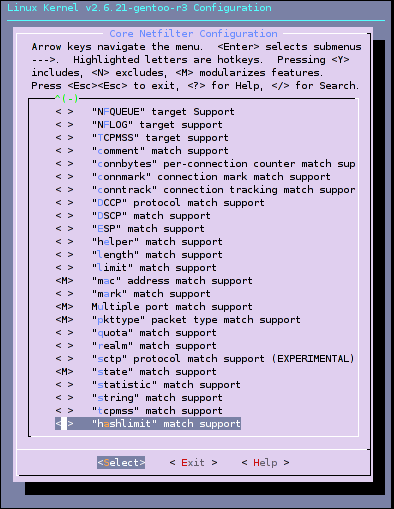 Linux Kernel v2.6.21-gentoo-r3 Configuration
Core Netfilter Configuration
Arrow keys navigate the menu. <Enter> selects submenus
--->. Highlighted letters are hotkeys. Pressing <Y>
includes, <N> excludes, <M> modularizes features.
Press <Esc><Esc> to exit, <?> for Help, </> for Search.
^(-)
< > "NFQUEUE" target Support
< > "NFLOG" target support
< > "TCPMSS" target support
< > "comment" match support
< > "connbytes" per-connection counter match sup
< > "connmark" connection mark match support
< > "conntrack" connection tracking match suppor
< > "DCCP" protocol match support
< > "DSCP" match support
< > "ESP" match support
< > "helper" match support
< > "length" match support
< > "limit" match support
<M> "mac" address match support
< > "mark" match support
<M> Multiple port match support
<M> "pkttype" packet type match support
< > "quota" match support
< > "realm" match support
< > "sctp" protocol match support (EXPERIMENTAL)
<M> "state" match support
< > "statistic" match support
< > "string" match support
< > "tcpmss" match support
< > "hashlimit" match support
<Select> < Exit > < Help >